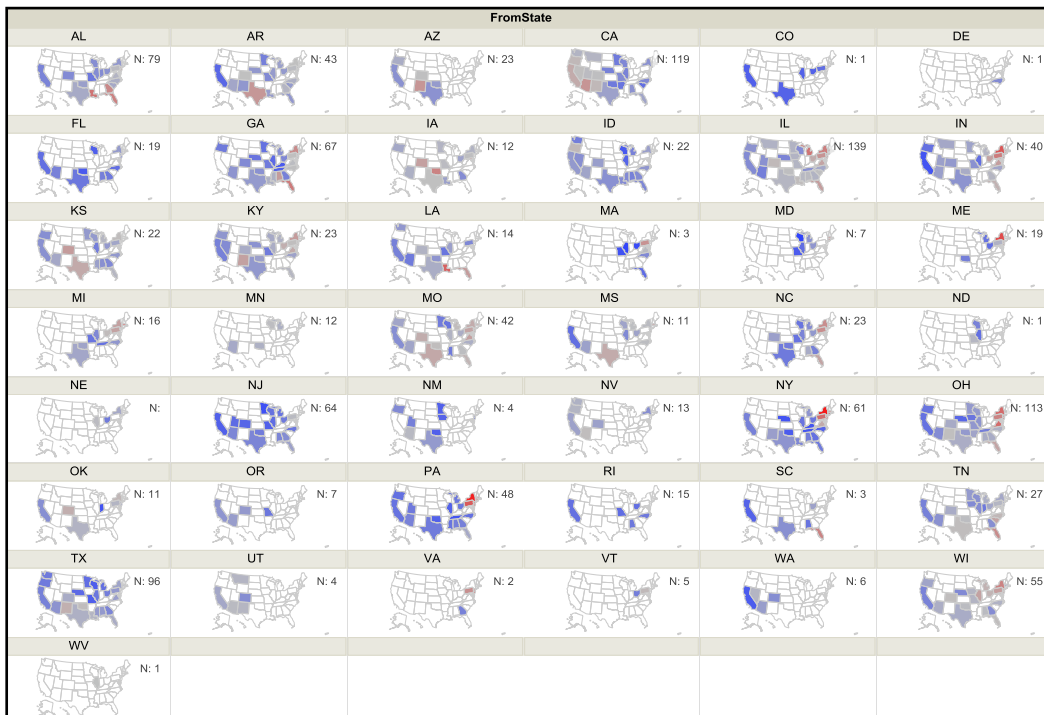 FromState
AL AR AZ CA CO DE
N: 79 N: 43 N: 23 N: 119 N: 1 N: 1
FL GA IA ID IL IN
N: 19 N: 67 N: 12 N: 22 N: 139 N: 40
KS KY LA MA MD ME
N: 22 N: 23 N: 14 N: 3 N: 7 N: 19
MI MN MO MS NC ND
N: 16 N: 12 N: 42 N: 11 N: 23 N: 1
NE NJ NM NV NY OH
N: N: 64 N: 4 N: 13 N: 61 N: 113
OK OR PA RI SC TN
N: 11 N: 7 N: 48 N: 15 N: 3 N: 27
TX UT VA VT WA WI
N: 96 N: 4 N: 2 N: 5 N: 6 N: 55
WV
N: 1